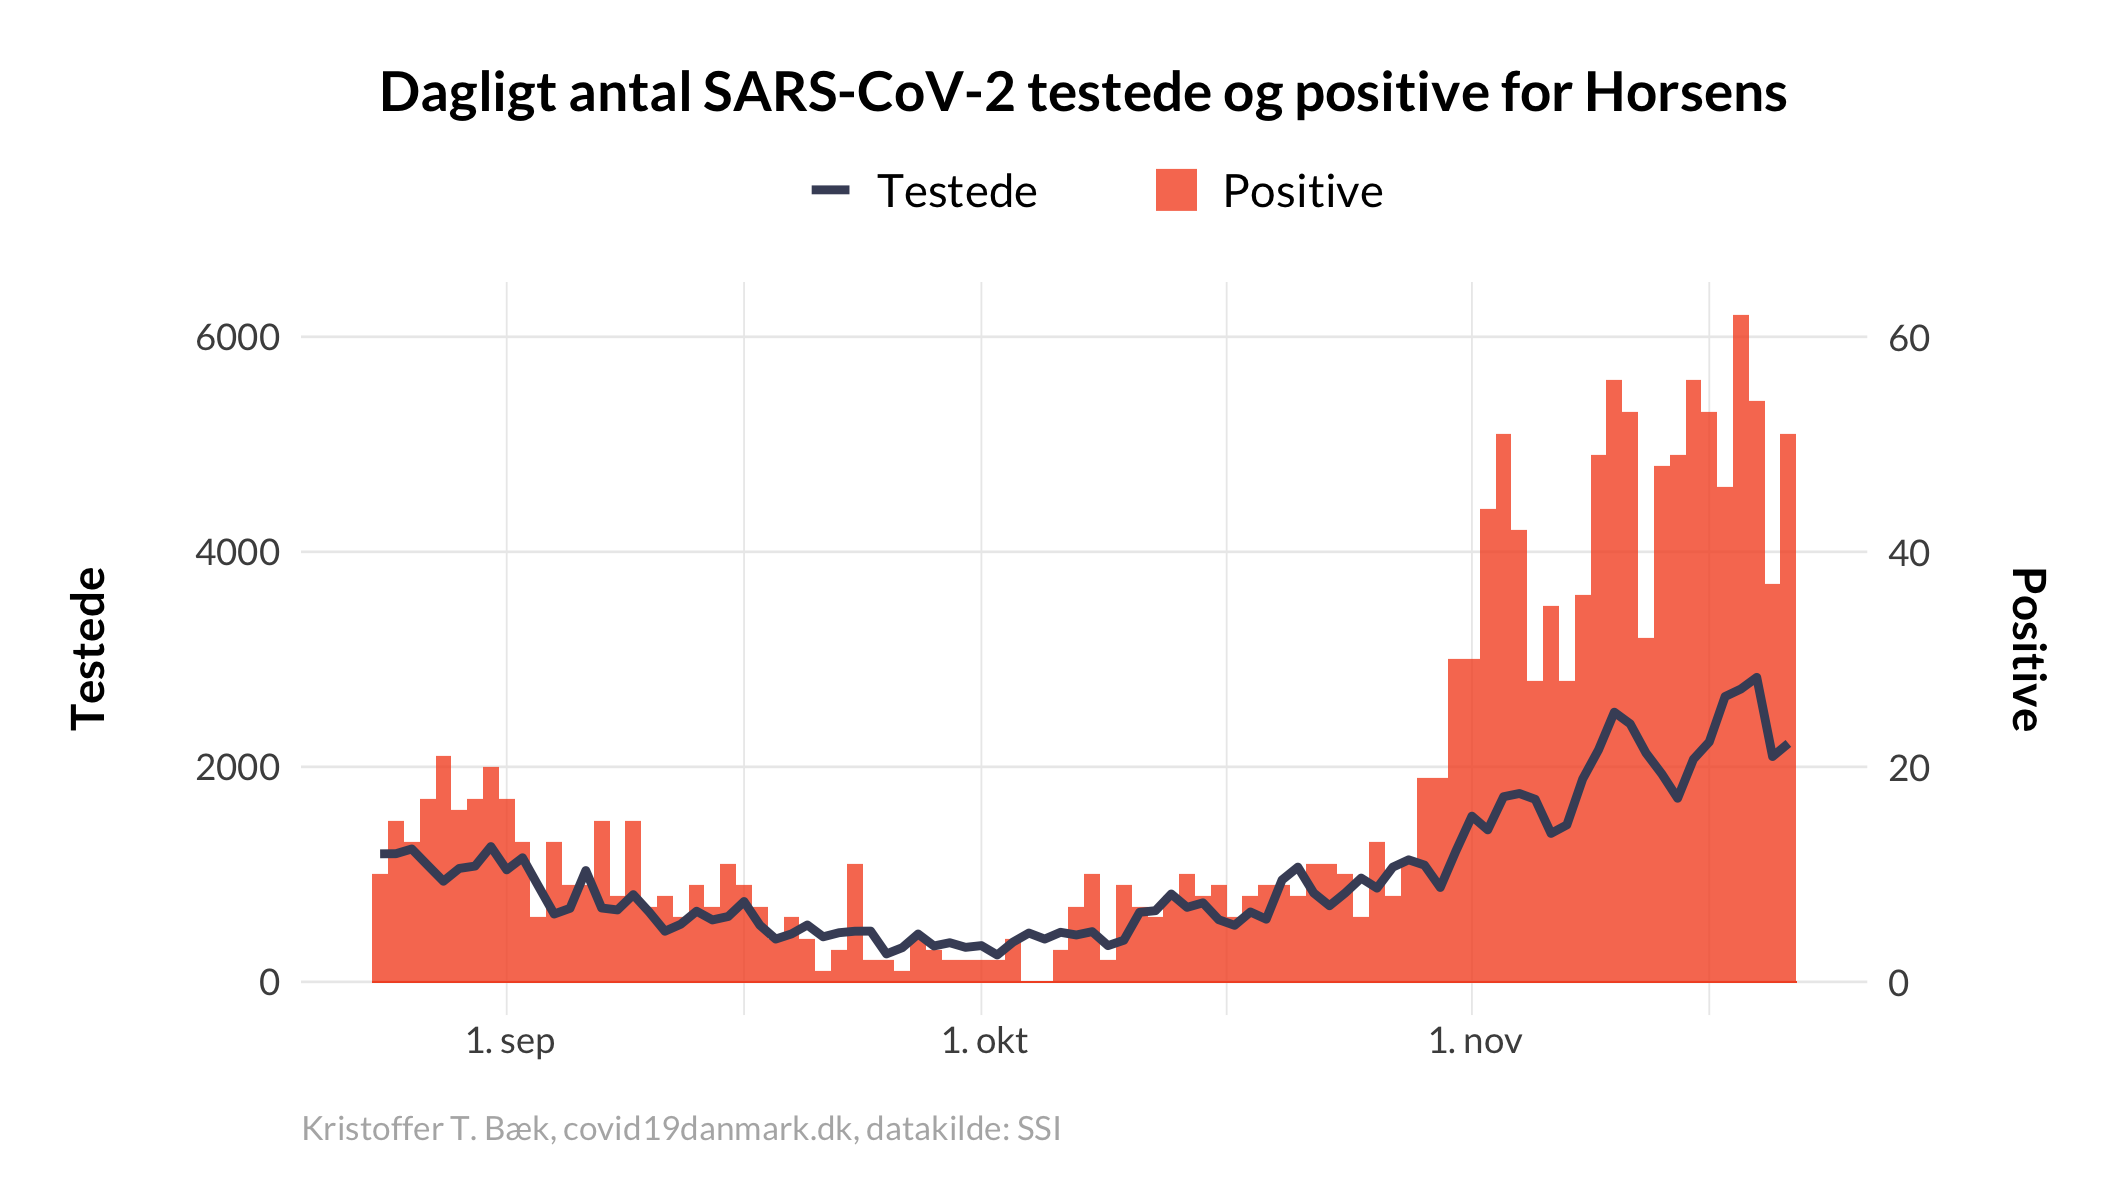 Dagligt antal SARS-CoV-2 testede og positive for Horsens
Testede
Positive
6000
4000
2000
0
60
40
20
0
Testede
Positive
1. sep
1. okt
1. nov
Kristoffer T. Bæk, covid19danmark.dk, datakilde: SSI